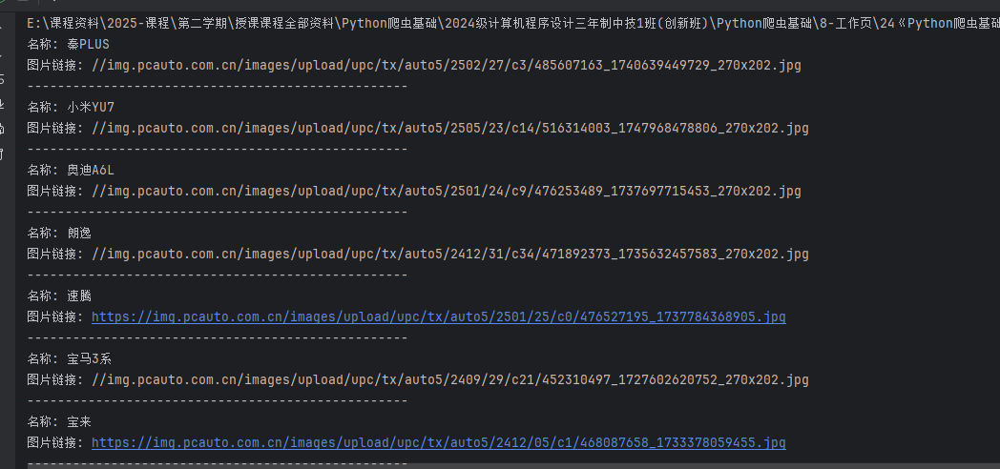 E:\课程资料\2025-课程\第二学期\授课课程全部资料\Python爬虫基础\2024级计算机程序设计三年制中技1班(创新班)\Python爬虫基础\8-工作页\24《Python爬虫基础
名称: 秦PLUS
图片链接: //img.pcauto.com.cn/images/upload/upc/tx/auto5/2502/27/c3/485607163_1740639449729_270x202.jpg
--------------------------------------------------
名称: 小米YU7
图片链接: //img.pcauto.com.cn/images/upload/upc/tx/auto5/2505/23/c14/516314003_1747968478806_270x202.jpg
--------------------------------------------------
名称: 奥迪A6L
图片链接: //img.pcauto.com.cn/images/upload/upc/tx/auto5/2501/24/c9/476253489_1737697715453_270x202.jpg
--------------------------------------------------
名称: 朗逸
图片链接: //img.pcauto.com.cn/images/upload/upc/tx/auto5/2412/31/c34/471892373_1735632457583_270x202.jpg
--------------------------------------------------
名称: 速腾
图片链接: https://img.pcauto.com.cn/images/upload/upc/tx/auto5/2501/25/c0/476527195_1737784368905.jpg
--------------------------------------------------
名称: 宝马3系
图片链接: //img.pcauto.com.cn/images/upload/upc/tx/auto5/2409/29/c21/452310497_1727602620752_270x202.jpg
--------------------------------------------------
名称: 宝来
图片链接: https://img.pcauto.com.cn/images/upload/upc/tx/auto5/2412/05/c1/468087658_1733378059455.jpg
--------------------------------------------------